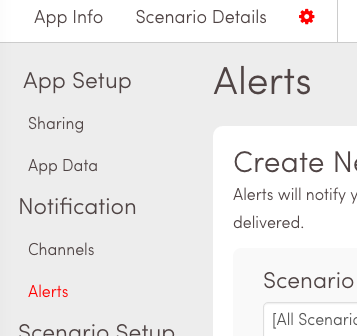 App Info Scenario Details
App Setup
Sharing
App Data
Notification
Channels
Alerts
Scenario Setup
Alerts
Create Ne
Alerts will notify y
delivered.
Scenario
[All Scenario